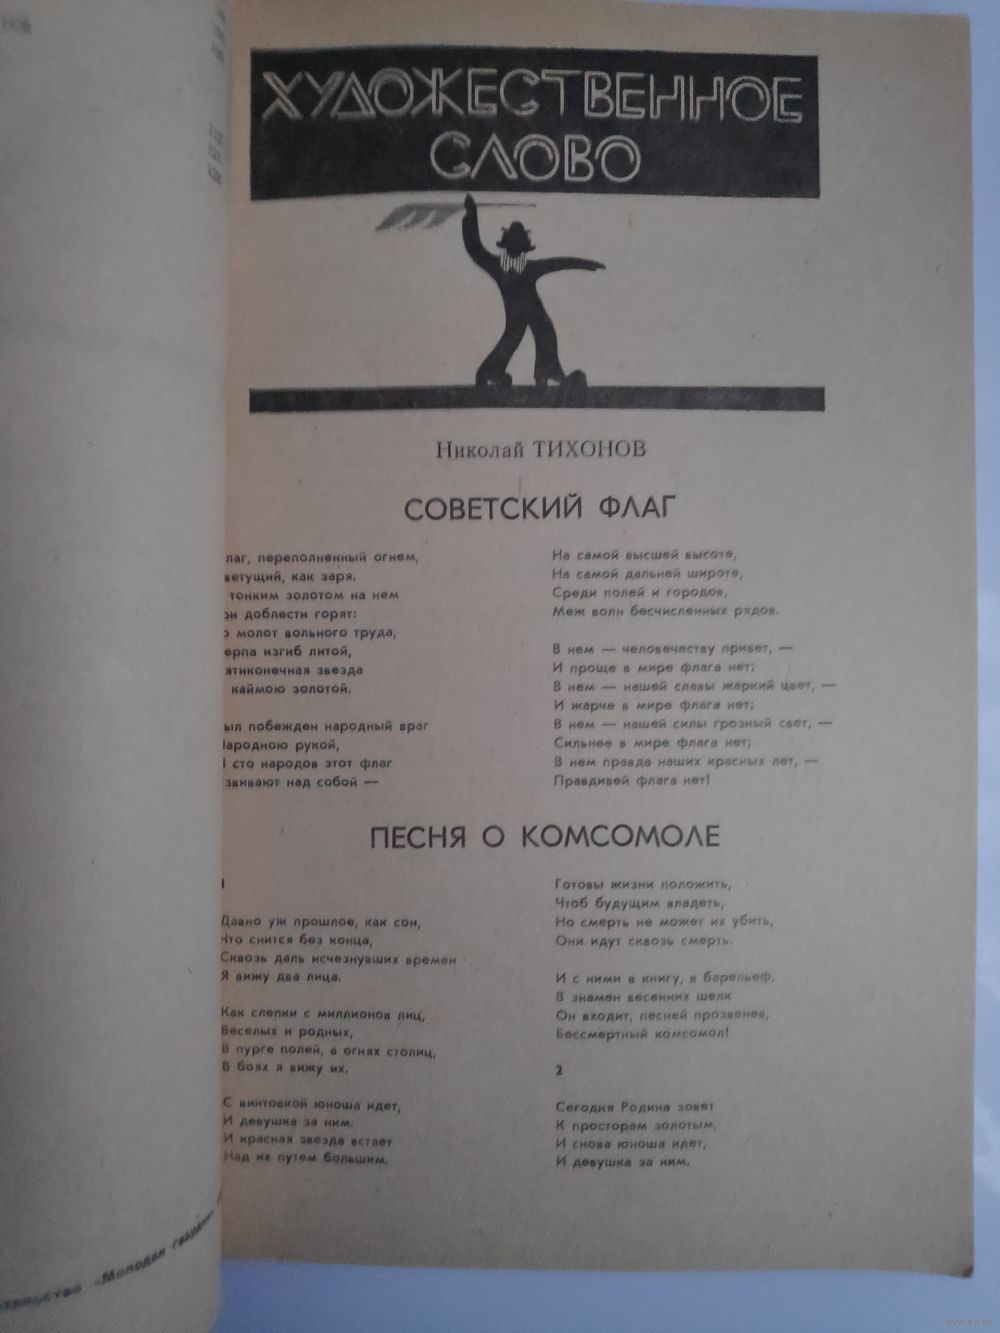 ХУДОЖЕСТВЕННОЕ
СЛОВО
Николай ТИХОНОВ
СОВЕТСКИЙ ФЛАГ
лаг, переполненный огнем,
ветущий, как заря.
тонким золотом на нем
ри доблести горят:
о молот вольного труда,
ерпа изгиб литой,
ятиконечная звезда
каймою золотой.
ыл побежден народный враг
Народною рукой,
И сто народов этот флаг
звивают над собой —
На самой высшей высоте,
На самой дальней широте,
Среди полей и городов,
Меж волн бесчисленных рядов.
В нем — человечеству привет, —
И проще в мире флага нет;
В нем — нашей славы жаркий цвет, —
И жарче в мире флага нет;
В нем — нашей силы грозный свет, —
Сильнее в мире флага нет;
В нем правда наших красных лет, —
Правдивей флага нет!
ПЕСНЯ О КОМСОМОЛЕ
1
Давно уж прошлое, как сон,
Что снится без конца,
Сквозь даль исчезнувших времен
Я вижу два лица.
Как слепки с миллионов лиц,
Веселых и родных,
В пурге полей, в огнях столиц,
В боях я вижу их.
С винтовкой юноша идет,
И девушка за ним.
И красная звезда встает
Над их путем большим.
Готовы жизни положить,
Чтоб будущим владеть,
Но смерть не может их убить,
Они идут сквозь смерть.
И с ними в книгу, в барельеф,
В знамен весенних шелк
Он входит, песней прозвенев,
Бессмертный комсомол!
2
Сегодня Родина зовет
К просторам золотым,
И снова юноша идет,
И девушка за ним.
тельство «Молодая гвардия»
www.ay.by